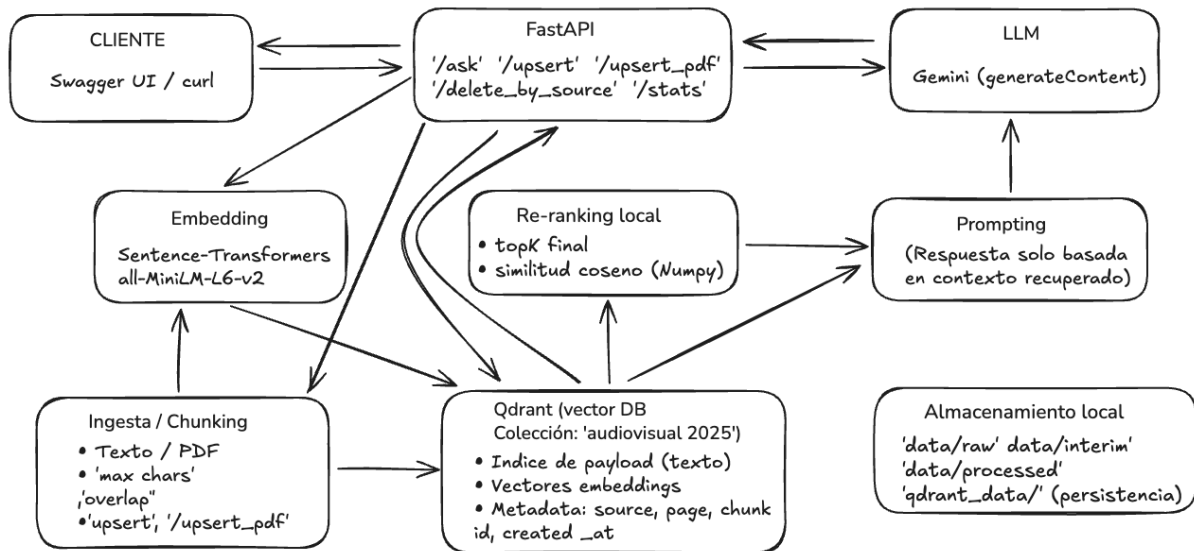 CLIENTE
Swagger UI / curl
FastAPI
'/ask' '/upsert' '/upsert_pdf'
'/delete_by_source' '/stats'
LLM
Gemini (generateContent)
Embedding
Sentence-Transformers
all-MiniLM-L6-v2
Re-ranking local
• topK final
• similitud coseno (Numpy)
Prompting
(Respuesta solo basada
en contexto recuperado)
Ingesta / Chunking
• Texto / PDF
• 'max chars'
,'overlap"
•'upsert', '/upsert_pdf'
Qdrant (vector DB
Colección: 'audiovisual 2025')
• Indice de payload (texto)
• Vectores embeddings
• Metadata: source, page, chunk
id, created _at
Almacenamiento local
'data/raw' data/interim'
'data/processed'
'qdrant_data/' (persistencia)